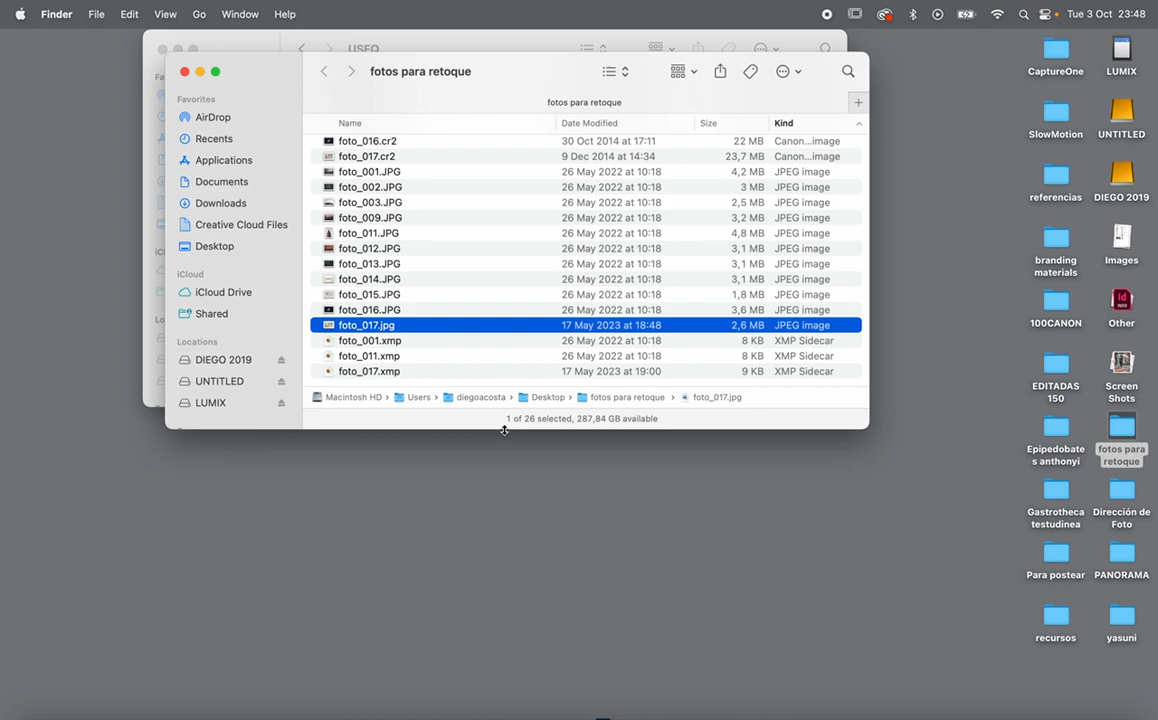 Finder File Edit View Go Window Help Tue 3 Oct 23:48
USFQ
fotos para retoque
fotos para retoque
Name Date Modified Size Kind
foto_016.cr2 30 Oct 2014 at 17:11 22 MB Canon...image
foto_017.cr2 9 Dec 2014 at 14:34 23,7 MB Canon...image
foto_001.JPG 26 May 2022 at 10:18 4,2 MB JPEG image
foto_002.JPG 26 May 2022 at 10:18 3 MB JPEG image
foto_003.JPG 26 May 2022 at 10:18 2,5 MB JPEG image
foto_009.JPG 26 May 2022 at 10:18 3,2 MB JPEG image
foto_011.JPG 26 May 2022 at 10:18 4,8 MB JPEG image
foto_012.JPG 26 May 2022 at 10:18 3,1 MB JPEG image
foto_013.JPG 26 May 2022 at 10:18 3,1 MB JPEG image
foto_014.JPG 26 May 2022 at 10:18 3,1 MB JPEG image
foto_015.JPG 26 May 2022 at 10:18 1,8 MB JPEG image
foto_016.JPG 26 May 2022 at 10:18 3,6 MB JPEG image
foto_017.jpg 17 May 2023 at 18:48 2,6 MB JPEG image
foto_001.xmp 26 May 2022 at 10:18 8 KB XMP Sidecar
foto_011.xmp 26 May 2022 at 10:18 8 KB XMP Sidecar
foto_017.xmp 17 May 2023 at 19:00 9 KB XMP Sidecar
Macintosh HD › Users › diegoacosta › Desktop › fotos para retoque › foto_017.jpg
1 of 26 selected, 287,84 GB available
Favorites
AirDrop
Recents
Applications
Documents
Downloads
Creative Cloud Files
Desktop
iCloud
iCloud Drive
Shared
Locations
DIEGO 2019
UNTITLED
LUMIX
Fa
iCl
Lo
CaptureOne
LUMIX
SlowMotion
UNTITLED
referencias
DIEGO 2019
branding
materials
Images
100CANON
Other
EDITADAS
150
Screen
Shots
Epipedobate
s anthonyi
fotos para
retoque
Gastrotheca
testudinea
Dirección de
Foto
Para postear
PANORAMA
recursos
yasuni